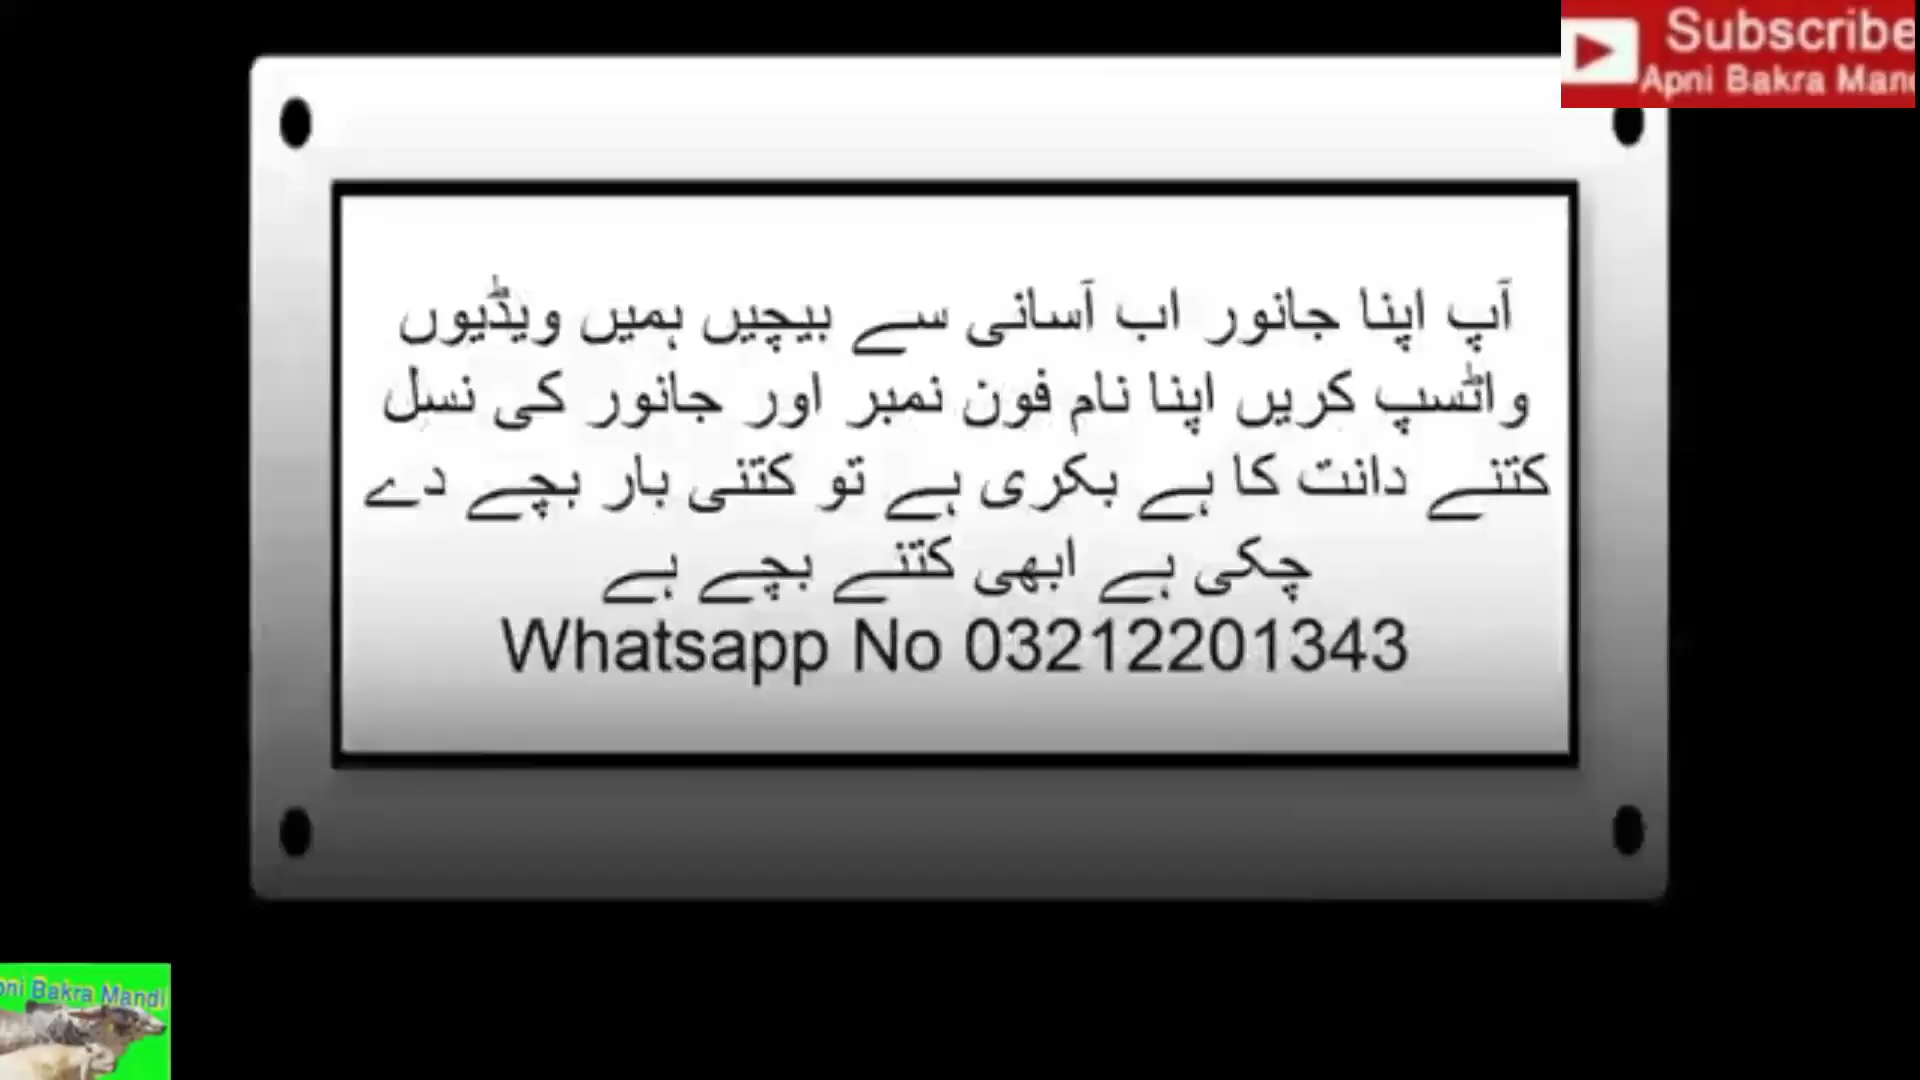 Subscribe
Apni Bakra Mand
آپ اپنا جانور اب آسانی سے بیچیں ہمیں ویڈیوں
واٹسپ کریں اپنا نام فون نمبر اور جانور کی نسل
کتنے دانت کا ہے بکری ہے تو کتنی بار بچے دے
چکی ہے ابھی کتنے بچے ہے
Whatsapp No 03212201343
pni Bakra Mandi